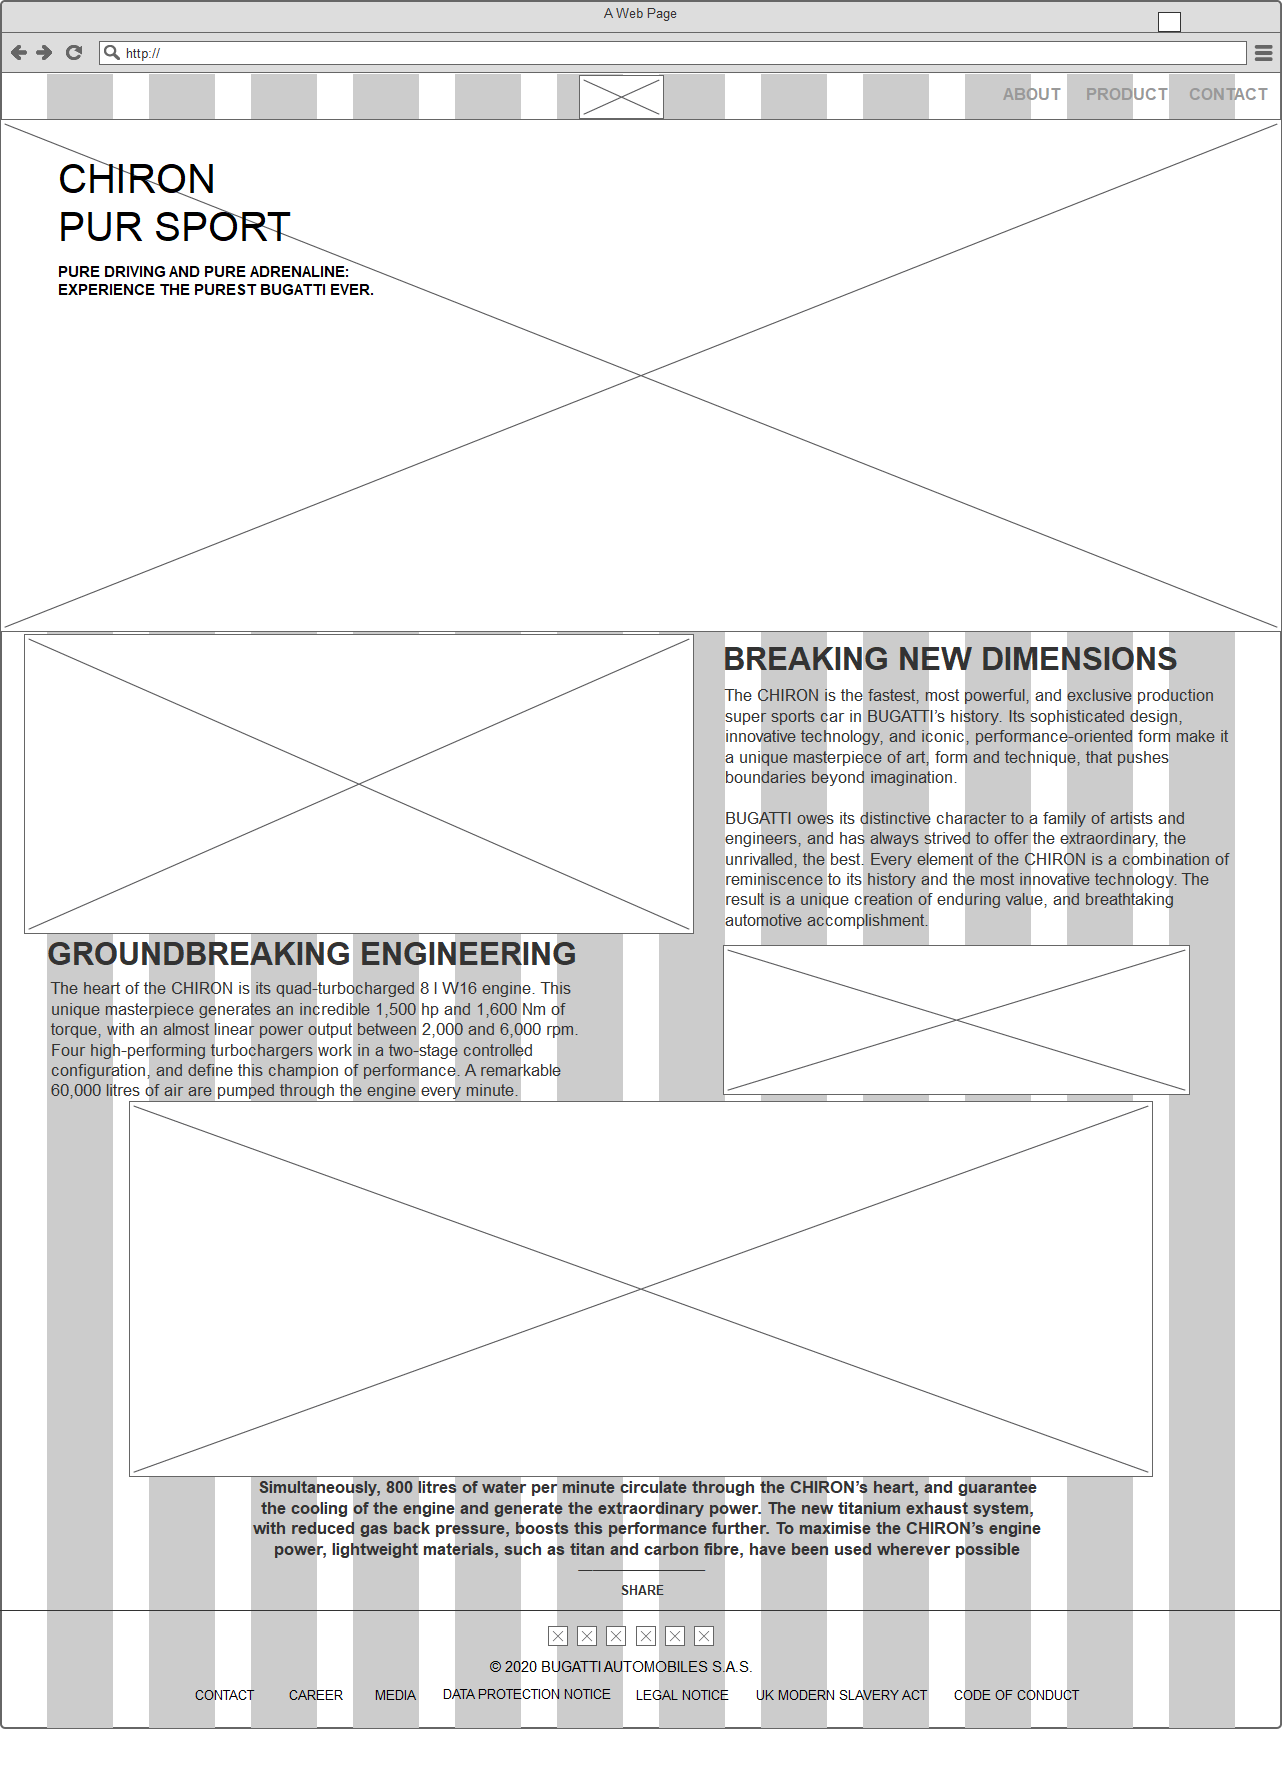 A Web Page
http://
ABOUT PRODUCT CONTACT
CHIRON
PUR SPORT
PURE DRIVING AND PURE ADRENALINE:
EXPERIENCE THE PUREST BUGATTI EVER.
BREAKING NEW DIMENSIONS
The CHIRON is the fastest, most powerful, and exclusive production
super sports car in BUGATTI’s history. Its sophisticated design,
innovative technology, and iconic, performance-oriented form make it
a unique masterpiece of art, form and technique, that pushes
boundaries beyond imagination.
BUGATTI owes its distinctive character to a family of artists and
engineers, and has always strived to offer the extraordinary, the
unrivalled, the best. Every element of the CHIRON is a combination of
reminiscence to its history and the most innovative technology. The
result is a unique creation of enduring value, and breathtaking
automotive accomplishment.
GROUNDBREAKING ENGINEERING
The heart of the CHIRON is its quad-turbocharged 8 l W16 engine. This
unique masterpiece generates an incredible 1,500 hp and 1,600 Nm of
torque, with an almost linear power output between 2,000 and 6,000 rpm.
Four high-performing turbochargers work in a two-stage controlled
configuration, and define this champion of performance. A remarkable
60,000 litres of air are pumped through the engine every minute.
Simultaneously, 800 litres of water per minute circulate through the CHIRON’s heart, and guarantee
the cooling of the engine and generate the extraordinary power. The new titanium exhaust system,
with reduced gas back pressure, boosts this performance further. To maximise the CHIRON’s engine
power, lightweight materials, such as titan and carbon fibre, have been used wherever possible
SHARE
© 2020 BUGATTI AUTOMOBILES S.A.S.
CONTACT CAREER MEDIA DATA PROTECTION NOTICE LEGAL NOTICE UK MODERN SLAVERY ACT CODE OF CONDUCT